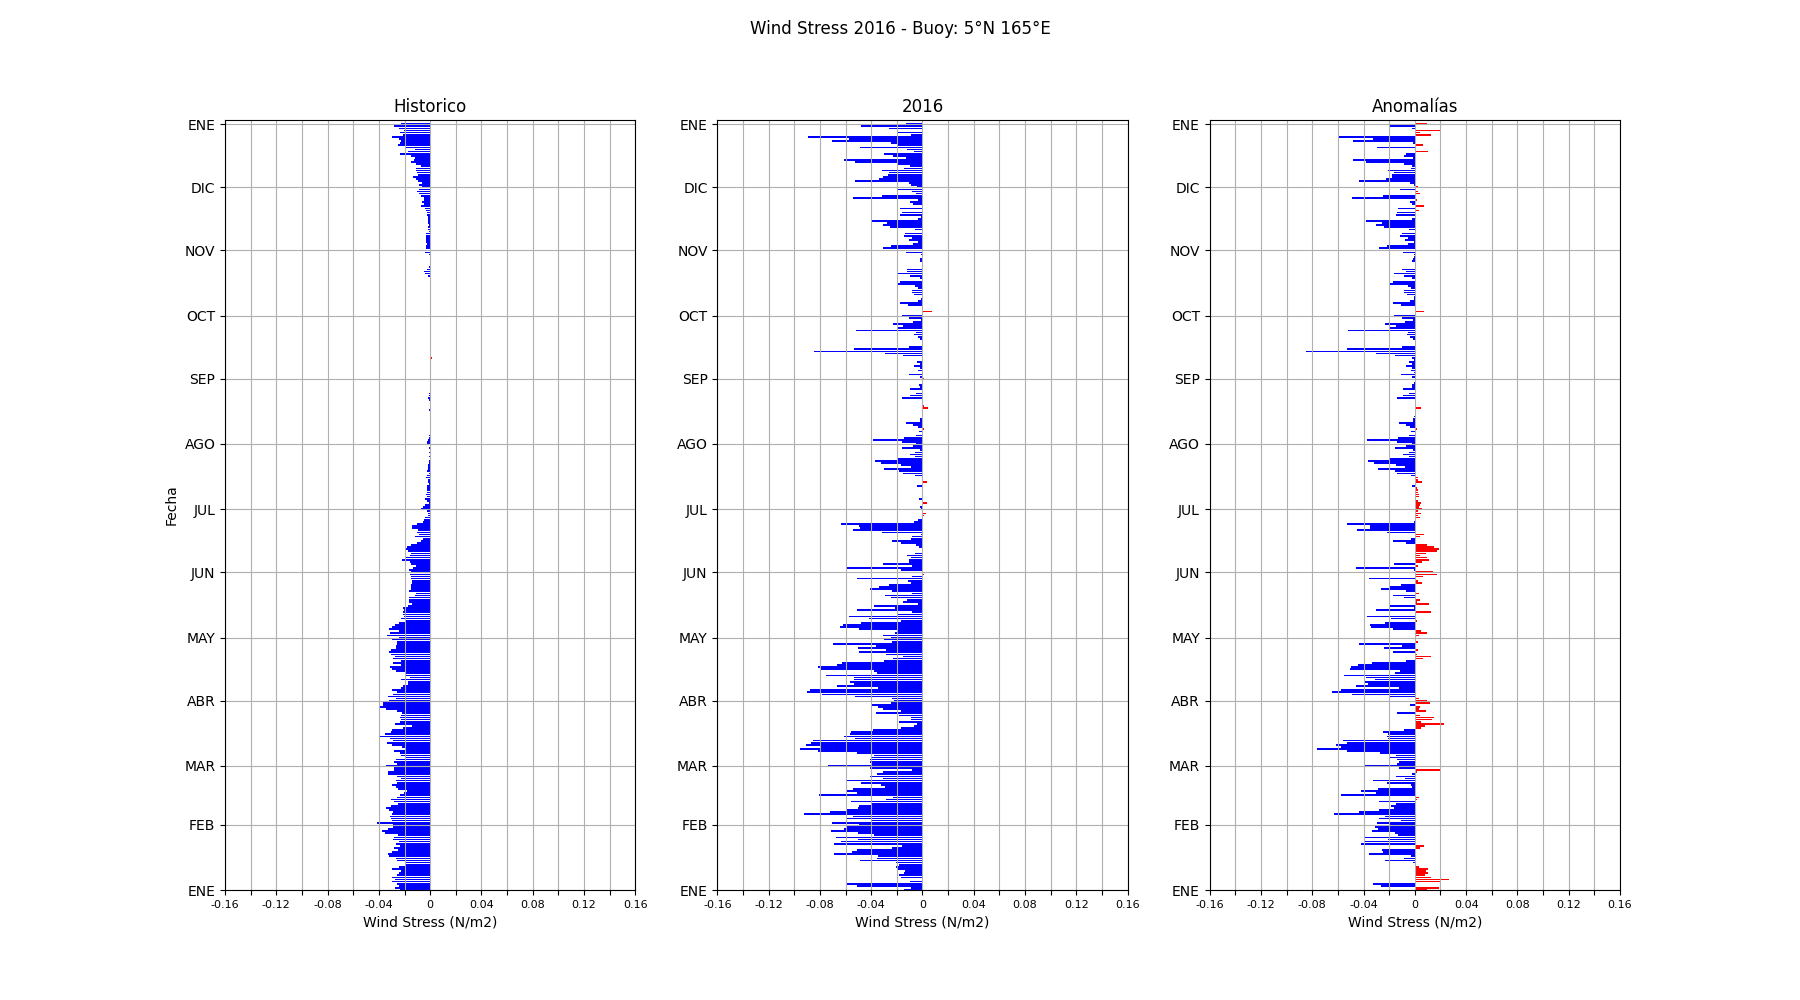 Wind Stress 2016 - Buoy: 5°N 165°E
Historico
ENE
DIC
NOV
OCT
SEP
AGO
JUL
JUN
MAY
ABR
MAR
FEB
ENE
Fecha
-0.16 -0.12 -0.08 -0.04 0 0.04 0.08 0.12 0.16
Wind Stress (N/m2)
2016
ENE
DIC
NOV
OCT
SEP
AGO
JUL
JUN
MAY
ABR
MAR
FEB
ENE
-0.16 -0.12 -0.08 -0.04 0 0.04 0.08 0.12 0.16
Wind Stress (N/m2)
Anomalías
ENE
DIC
NOV
OCT
SEP
AGO
JUL
JUN
MAY
ABR
MAR
FEB
ENE
-0.16 -0.12 -0.08 -0.04 0 0.04 0.08 0.12 0.16
Wind Stress (N/m2)